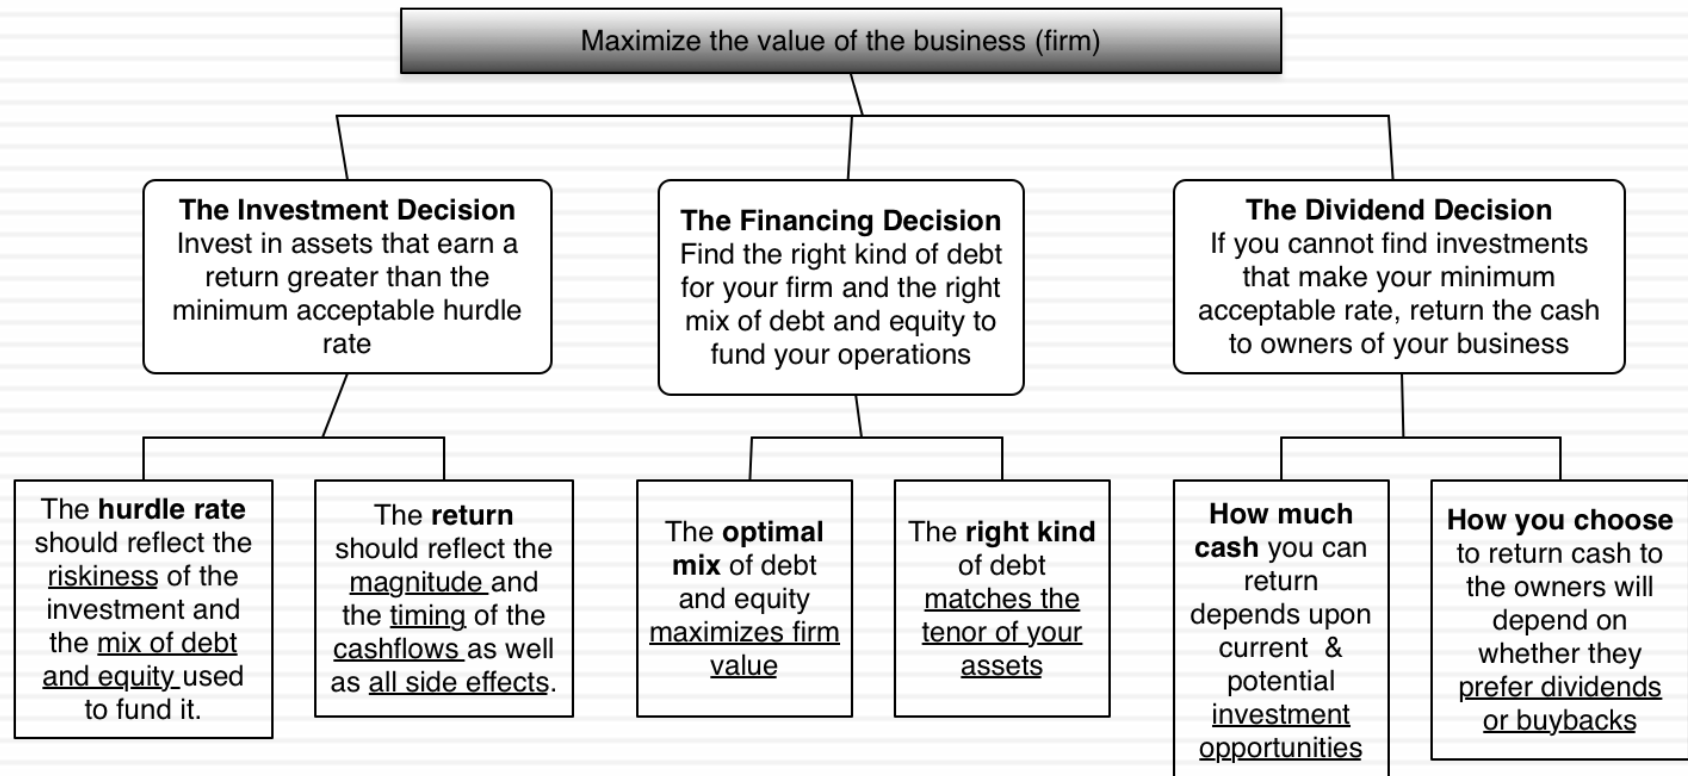 Maximize the value of the business (firm)
The Investment Decision
Invest in assets that earn a
return greater than the
minimum acceptable hurdle
rate
The Financing Decision
Find the right kind of debt
for your firm and the right
mix of debt and equity to
fund your operations
The Dividend Decision
If you cannot find investments
that make your minimum
acceptable rate, return the cash
to owners of your business
The hurdle rate
should reflect the
riskiness of the
investment and
the mix of debt
and equity used
to fund it.
The return
should reflect the
magnitude and
the timing of the
cashflows as well
as all side effects.
The optimal
mix of debt
and equity
maximizes firm
value
The right kind
of debt
matches the
tenor of your
assets
How much
cash you can
return
depends upon
current & 
potential
investment
opportunities
How you choose
to return cash to
the owners will
depend on
whether they
prefer dividends
or buybacks